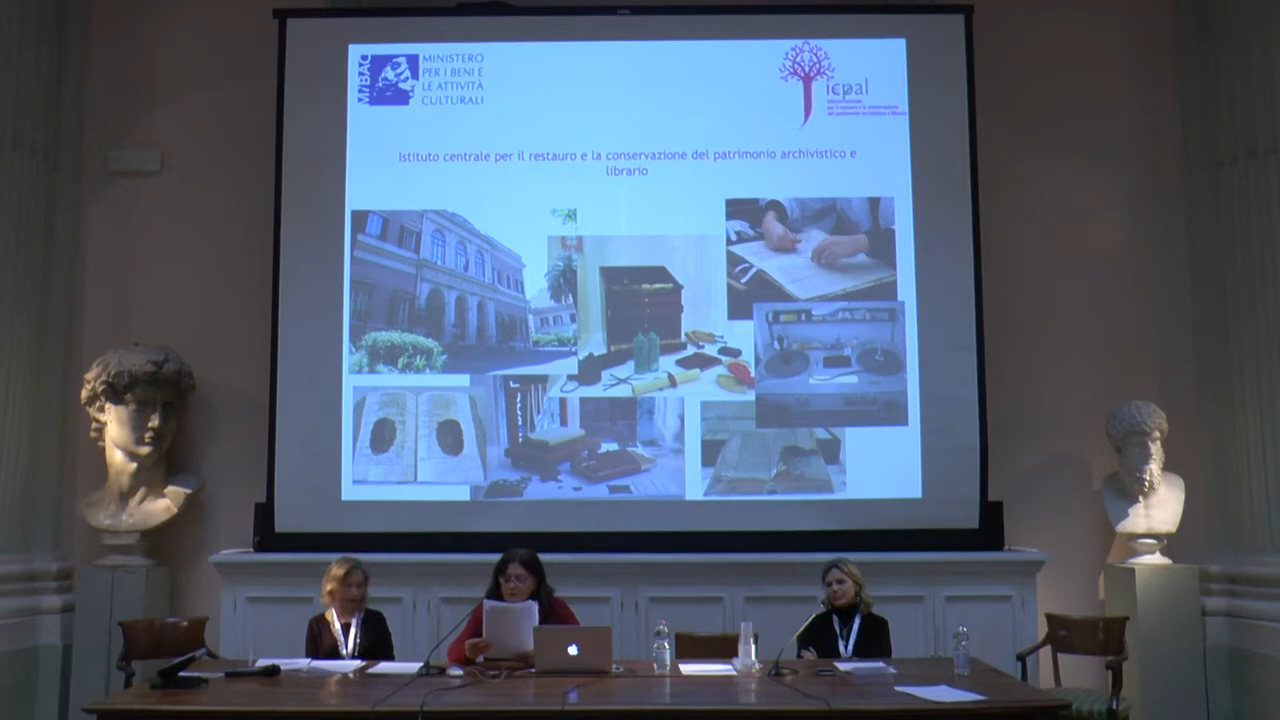 MiBAC
MINISTERO
PER I BENI E
LE ATTIVITÀ
CULTURALI
icpal
Istituto centrale per il restauro e la conservazione del patrimonio archivistico e
librario